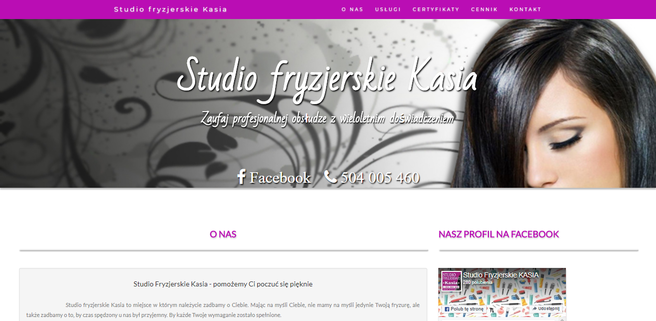 Studio fryzjerskie Kasia
O NAS USŁUGI CERTYFIKATY CENNIK KONTAKT
Studio fryzjerskie Kasia
Zaufaj profesjonalnej obsłudze z wieloletnim doświadczeniem
Facebook 504 005 460
O NAS
NASZ PROFIL NA FACEBOOK
Studio Fryzjerskie Kasia - pomożemy Ci poczuć się pięknie
Studio fryzjerskie Kasia to miejsce w którym należycie zadbamy o Ciebie. Mając na myśli Ciebie, nie mamy na myśli jedynie Twoją fryzurę, ale
także zadbamy o to, by czas spędzony u nas był przyjemny. By każde Twoje wymaganie zostało spełnione.
Studio Fryzjerskie KASIA
280 polubienia
Polub tę stronę Udostępnij